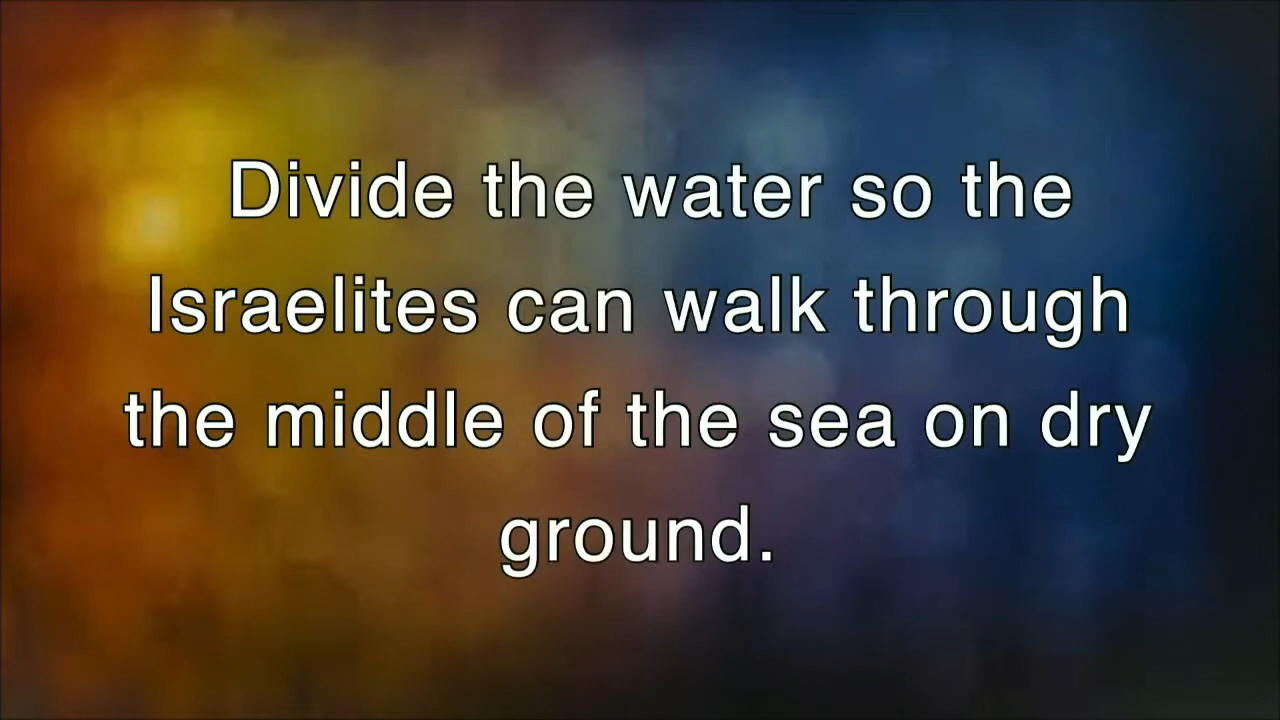 Divide the water so the
Israelites can walk through
the middle of the sea on dry
ground.